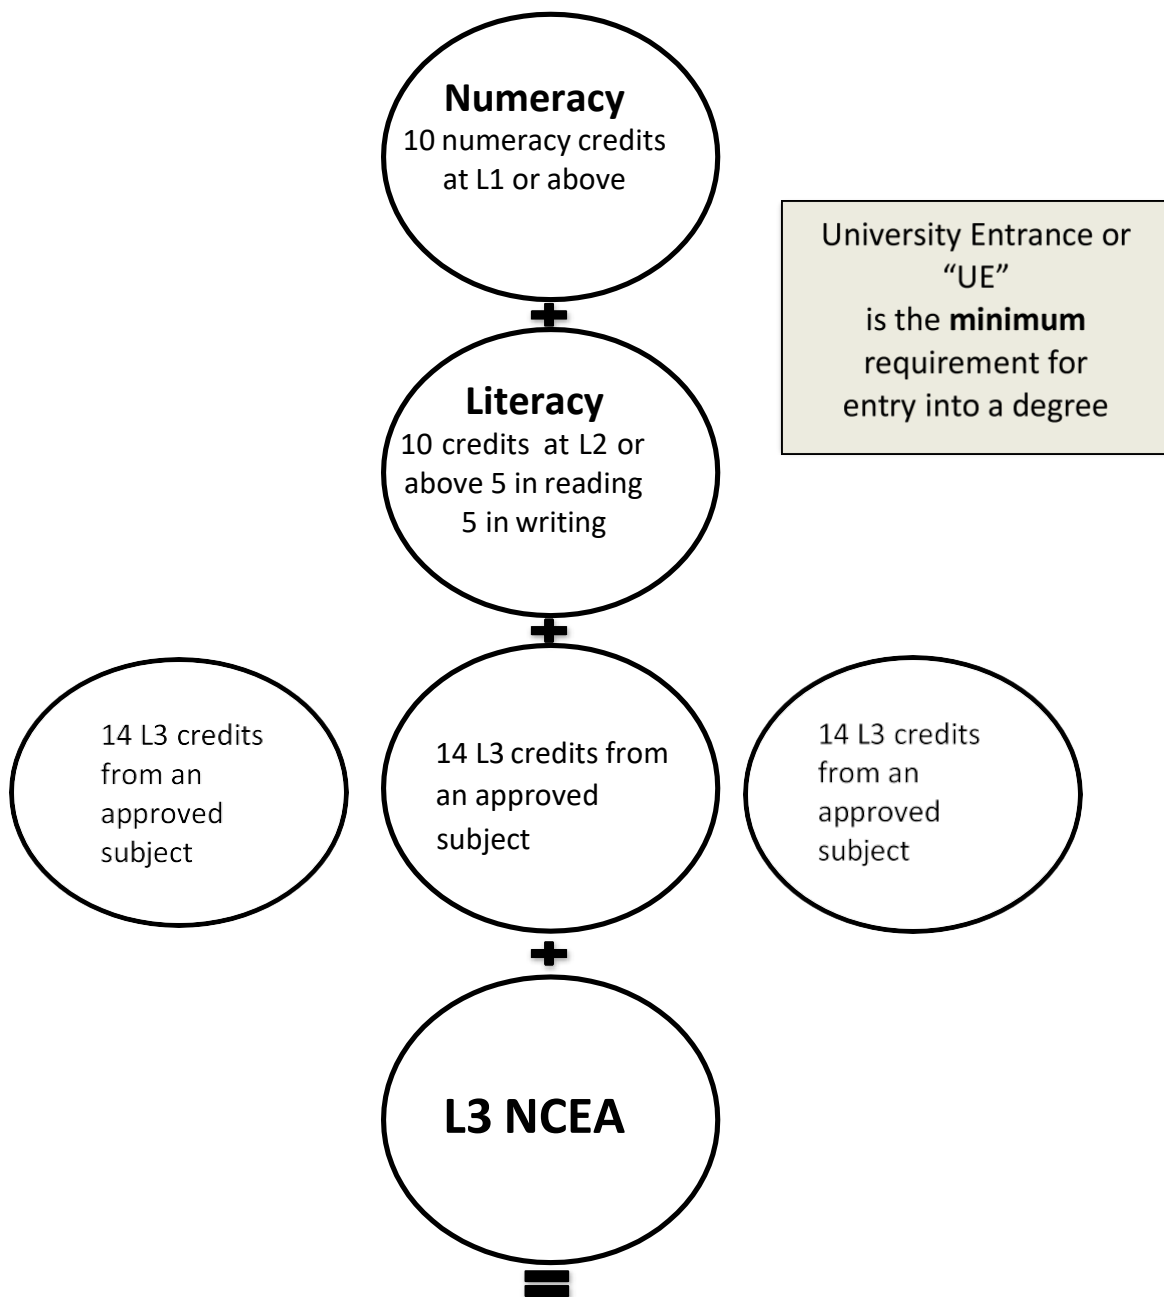 Numeracy
10 numeracy credits
at L1 or above
University Entrance or
“UE”
is the minimum
requirement for
entry into a degree
+
Literacy
10 credits at L2 or
above 5 in reading
5 in writing
+
14 L3 credits
from an
approved
subject
14 L3 credits from
an approved
subject
14 L3 credits
from an
approved
subject
+
L3 NCEA
=